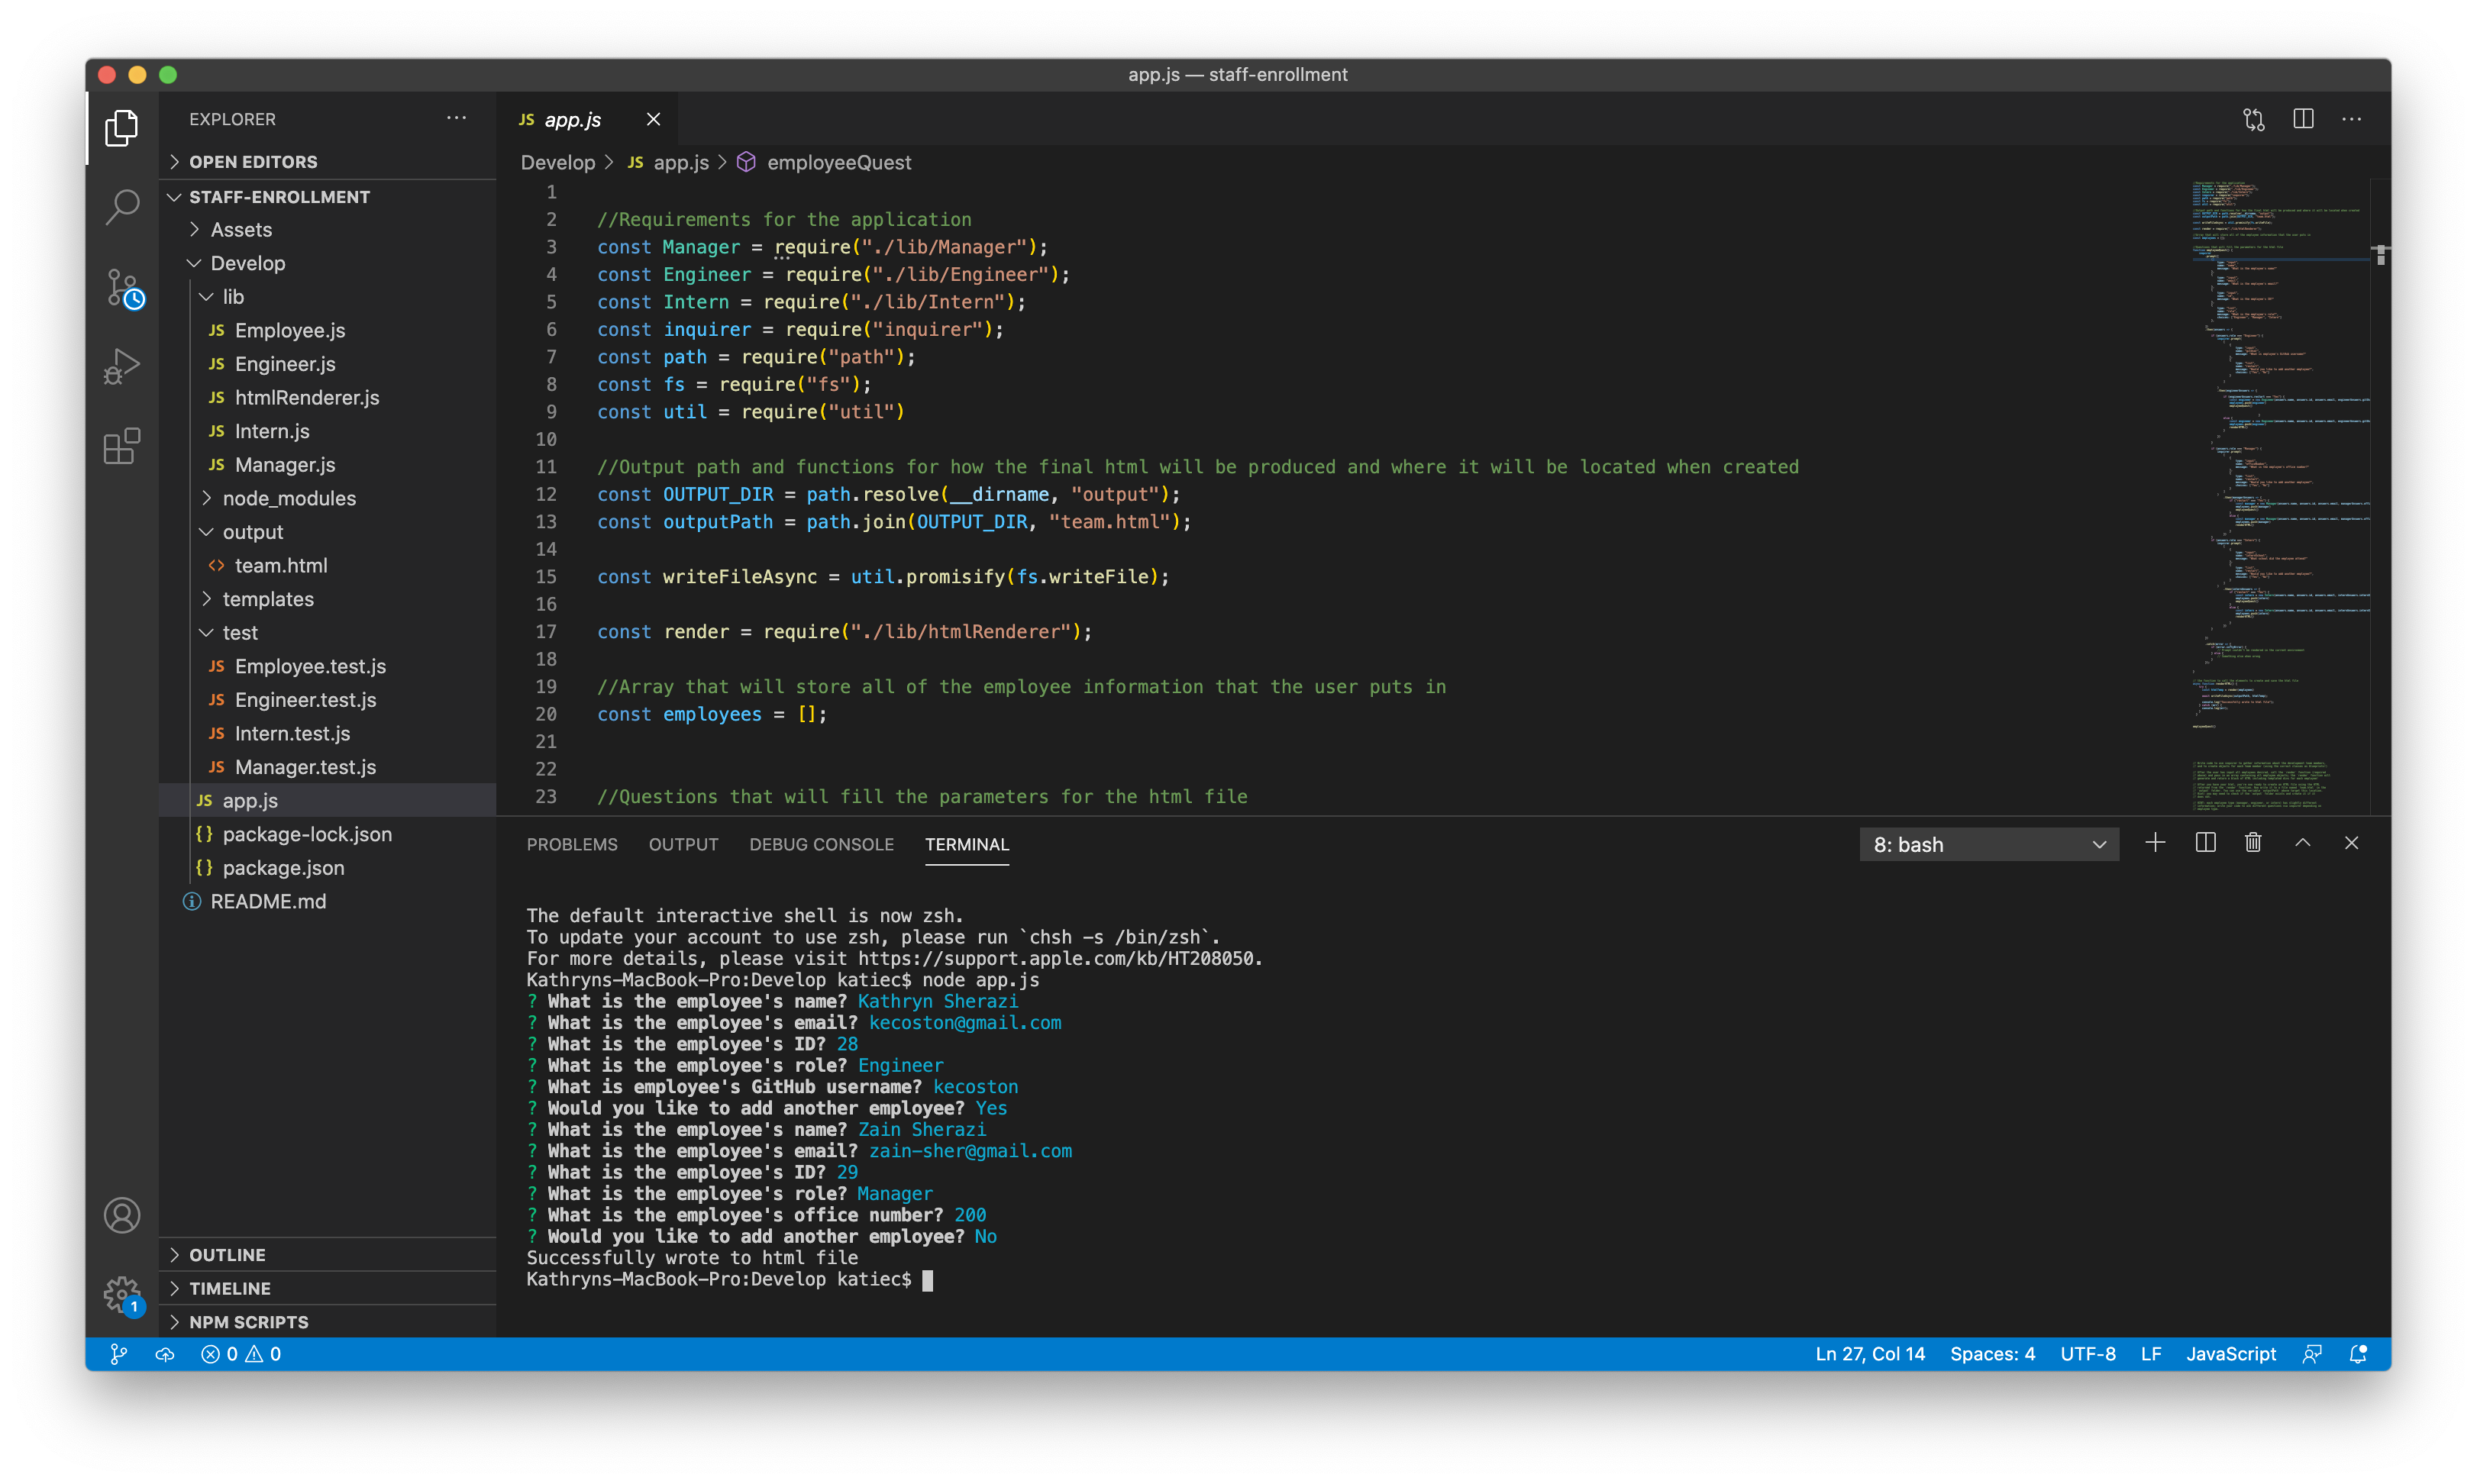 app.js — staff-enrollment
EXPLORER
OPEN EDITORS
STAFF-ENROLLMENT
Assets
Develop
lib
JS Employee.js
JS Engineer.js
JS htmlRenderer.js
JS Intern.js
JS Manager.js
node_modules
output
<> team.html
templates
test
JS Employee.test.js
JS Engineer.test.js
JS Intern.test.js
JS Manager.test.js
JS app.js
{} package-lock.json
{} package.json
README.md
OUTLINE
TIMELINE
NPM SCRIPTS
1
JS app.js
Develop > JS app.js > employeeQuest
1
2 //Requirements for the application
3 const Manager = require("./lib/Manager");
4 const Engineer = require("./lib/Engineer");
5 const Intern = require("./lib/Intern");
6 const inquirer = require("inquirer");
7 const path = require("path");
8 const fs = require("fs");
9 const util = require("util")
10
11 //Output path and functions for how the final html will be produced and where it will be located when created
12 const OUTPUT_DIR = path.resolve(__dirname, "output");
13 const outputPath = path.join(OUTPUT_DIR, "team.html");
14
15 const writeFileAsync = util.promisify(fs.writeFile);
16
17 const render = require("./lib/htmlRenderer");
18
19 //Array that will store all of the employee information that the user puts in
20 const employees = [];
21
22
23 //Questions that will fill the parameters for the html file
PROBLEMS OUTPUT DEBUG CONSOLE TERMINAL 8: bash
The default interactive shell is now zsh.
To update your account to use zsh, please run `chsh -s /bin/zsh`.
For more details, please visit https://support.apple.com/kb/HT208050.
Kathryns-MacBook-Pro:Develop katiec$ node app.js
? What is the employee's name? Kathryn Sherazi
? What is the employee's email? kecoston@gmail.com
? What is the employee's ID? 28
? What is the employee's role? Engineer
? What is employee's GitHub username? kecoston
? Would you like to add another employee? Yes
? What is the employee's name? Zain Sherazi
? What is the employee's email? zain-sher@gmail.com
? What is the employee's ID? 29
? What is the employee's role? Manager
? What is the employee's office number? 200
? Would you like to add another employee? No
Successfully wrote to html file
Kathryns-MacBook-Pro:Develop katiec$
0 0 Ln 27, Col 14 Spaces: 4 UTF-8 LF JavaScript